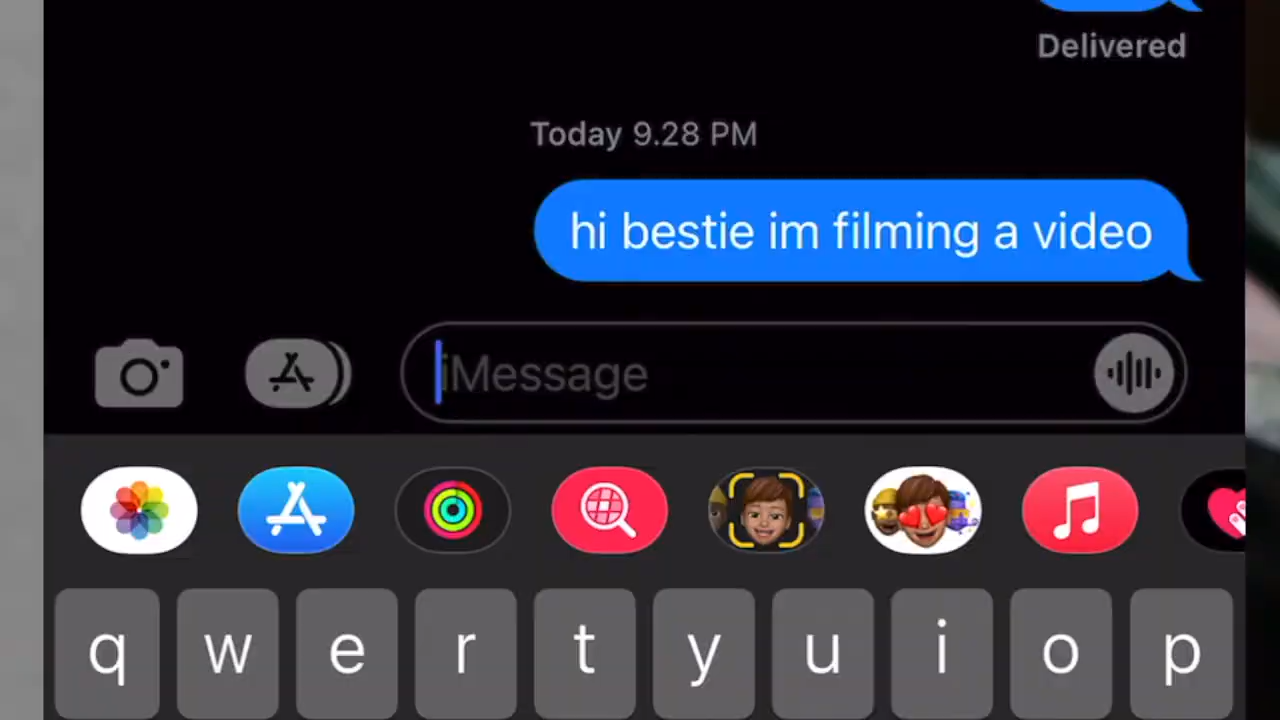 Delivered
Today 9.28 PM
hi bestie im filming a video
iMessage
q w e r t y u i o p